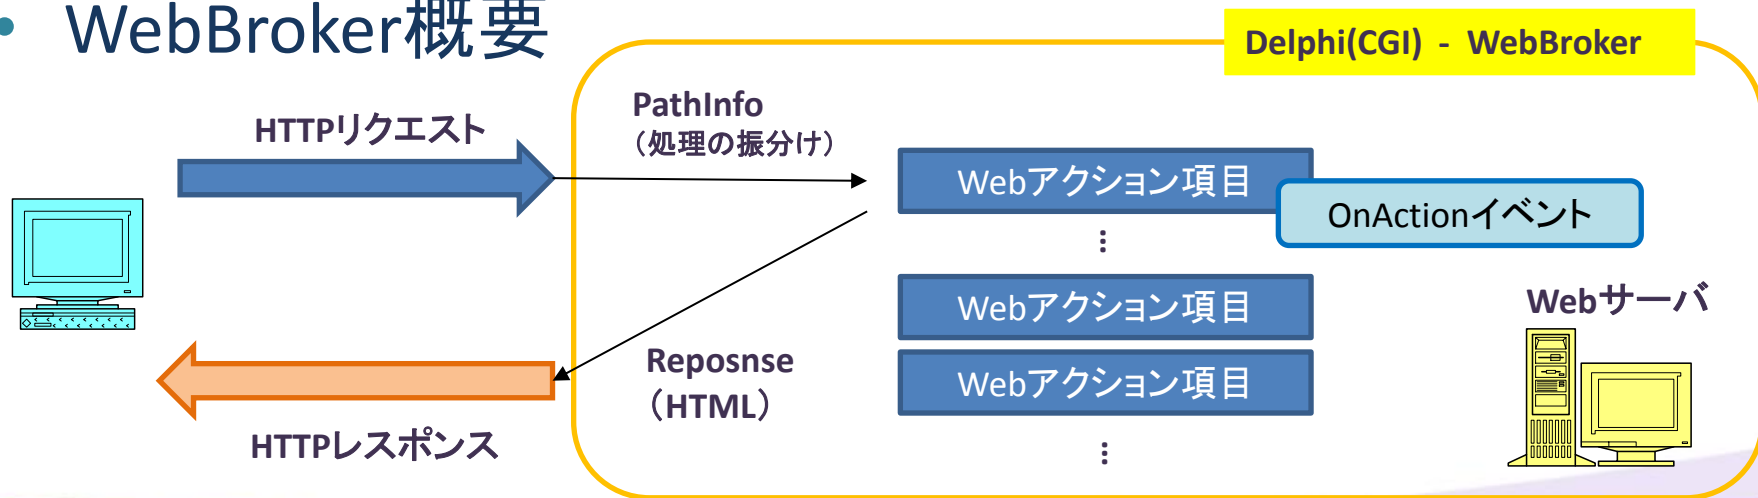 • WebBroker概要
Delphi(CGI) - WebBroker
HTTPリクエスト
PathInfo
（処理の振分け）
Webアクション項目
OnActionイベント
⋮
Webアクション項目
Webサーバ
Reposnse
（HTML）
Webアクション項目
HTTPレスポンス
⋮